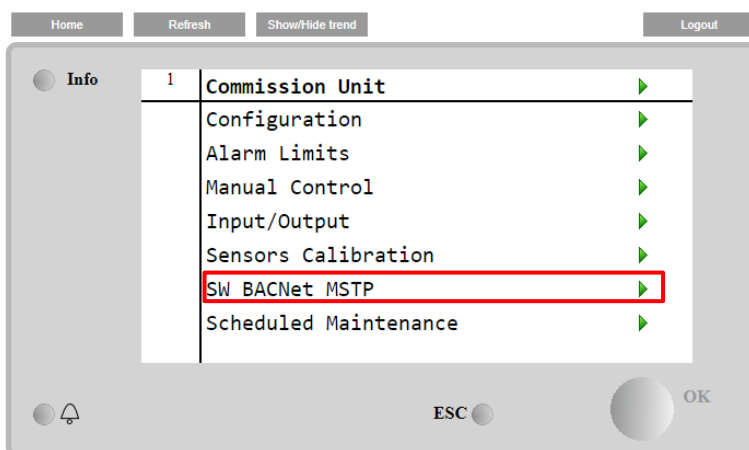 Home Refresh Show/Hide trend Logout
Info
1 Commission Unit
Configuration
Alarm Limits
Manual Control
Input/Output
Sensors Calibration
SW BACNet MSTP
Scheduled Maintenance
ESC OK